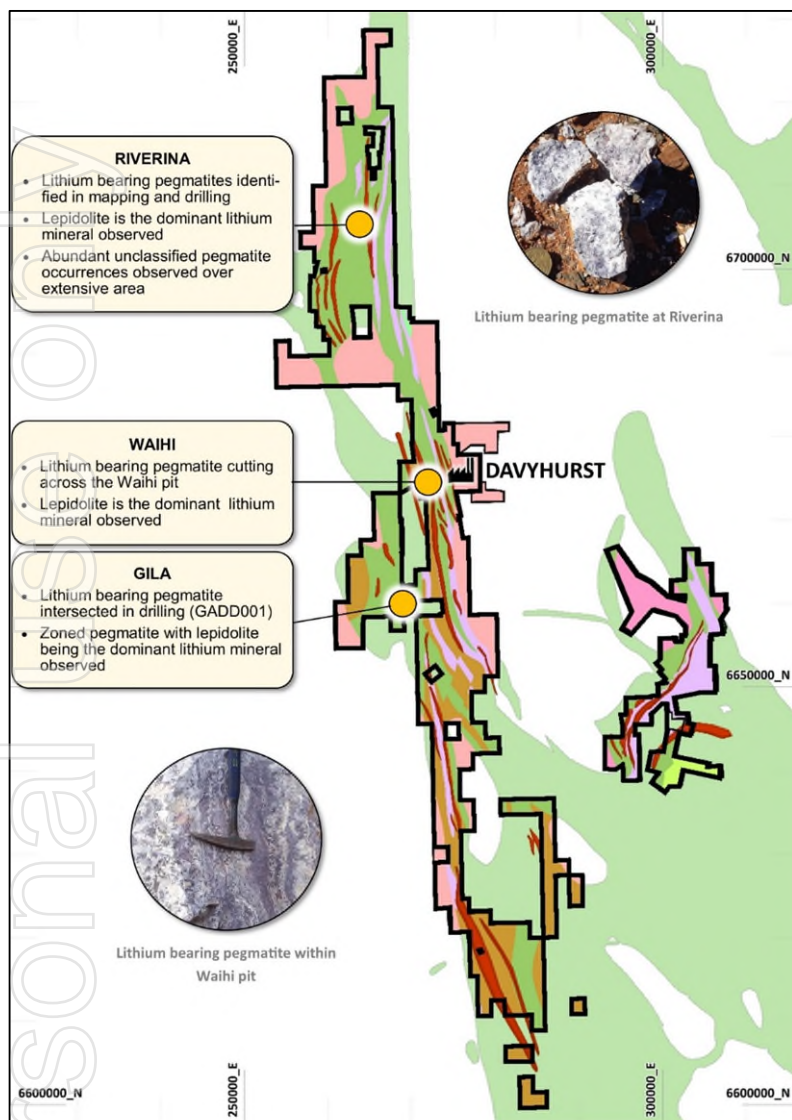 250000_E
300000_E
RIVERINA
• Lithium bearing pegmatites identi-
fied in mapping and drilling
• Lepidolite is the dominant lithium
mineral observed
• Abundant unclassified pegmatite
occurrences observed over
extensive area
6700000_N
Lithium bearing pegmatite at Riverina
WAIHI
• Lithium bearing pegmatite cutting
across the Waihi pit
• Lepidolite is the dominant lithium
mineral observed
DAVYHURST
GILA
• Lithium bearing pegmatite
intersected in drilling (GADD001)
• Zoned pegmatite with lepidolite
being the dominant lithium mineral
observed
6650000_N
Lithium bearing pegmatite within
Waihi pit
6600000_N
250000_E
300000_E
6600000_N
rsonal use only